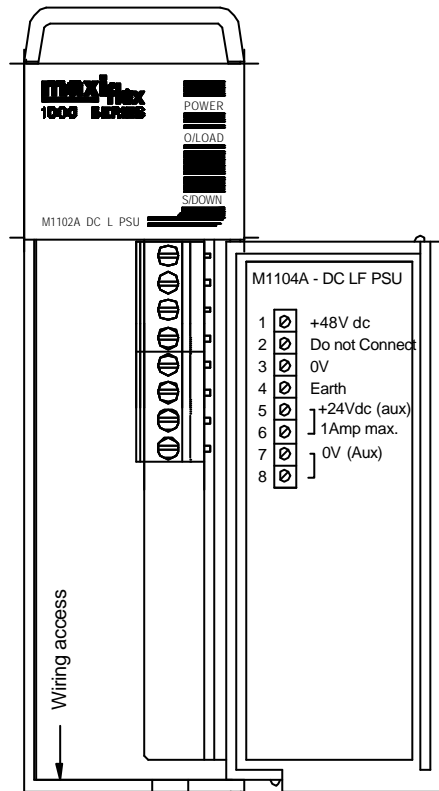 1000 SERIES
POWER
O/LOAD
S/DOWN
M1102A DC L PSU
M1104A - DC LF PSU
1 +48V dc
2 Do not Connect
3 0V
4 Earth
5 +24Vdc (aux)
6 1Amp max.
7 0V (Aux)
8
Wiring access